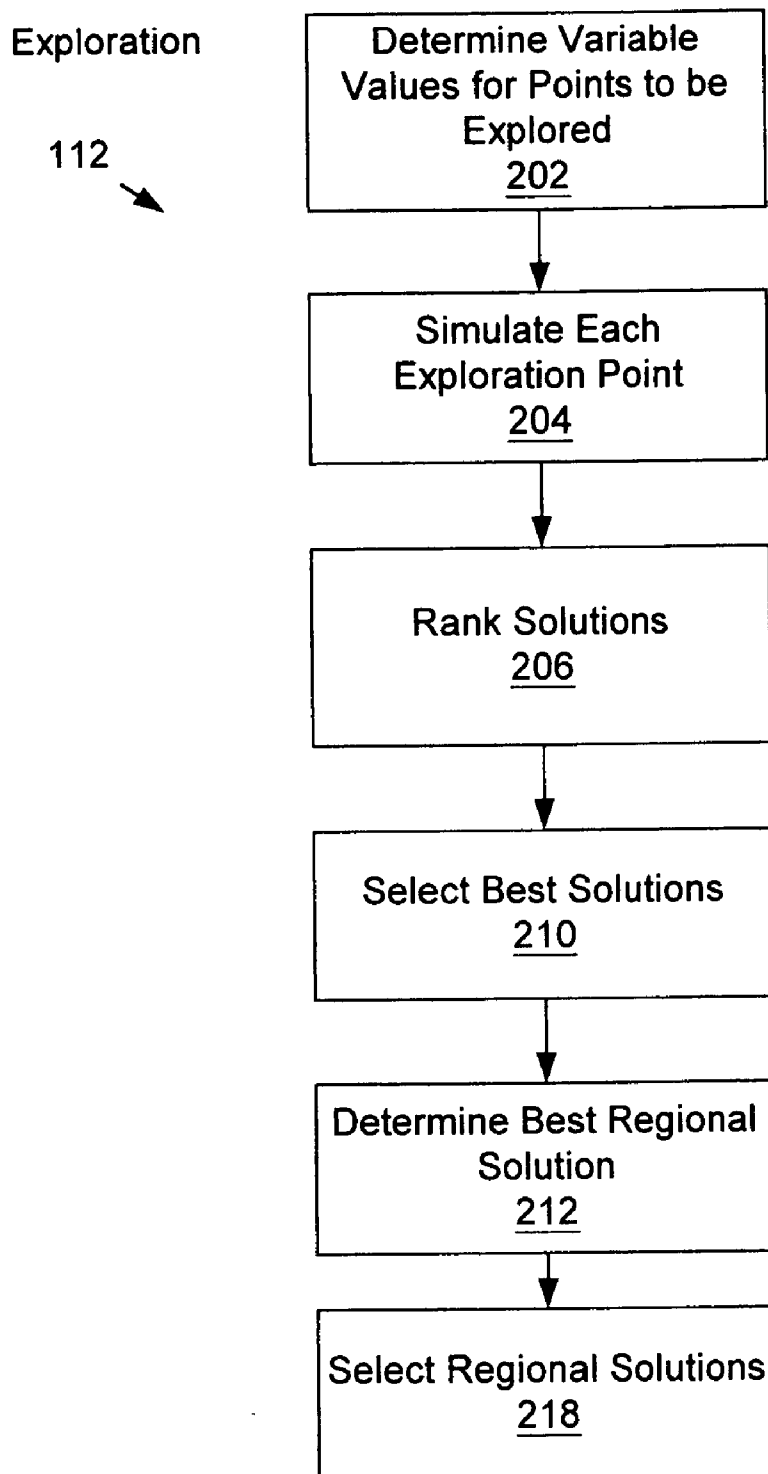 Exploration
112
Determine Variable
Values for Points to be
Explored
202
Simulate Each
Exploration Point
204
Rank Solutions
206
Select Best Solutions
210
Determine Best Regional
Solution
212
Select Regional Solutions
218